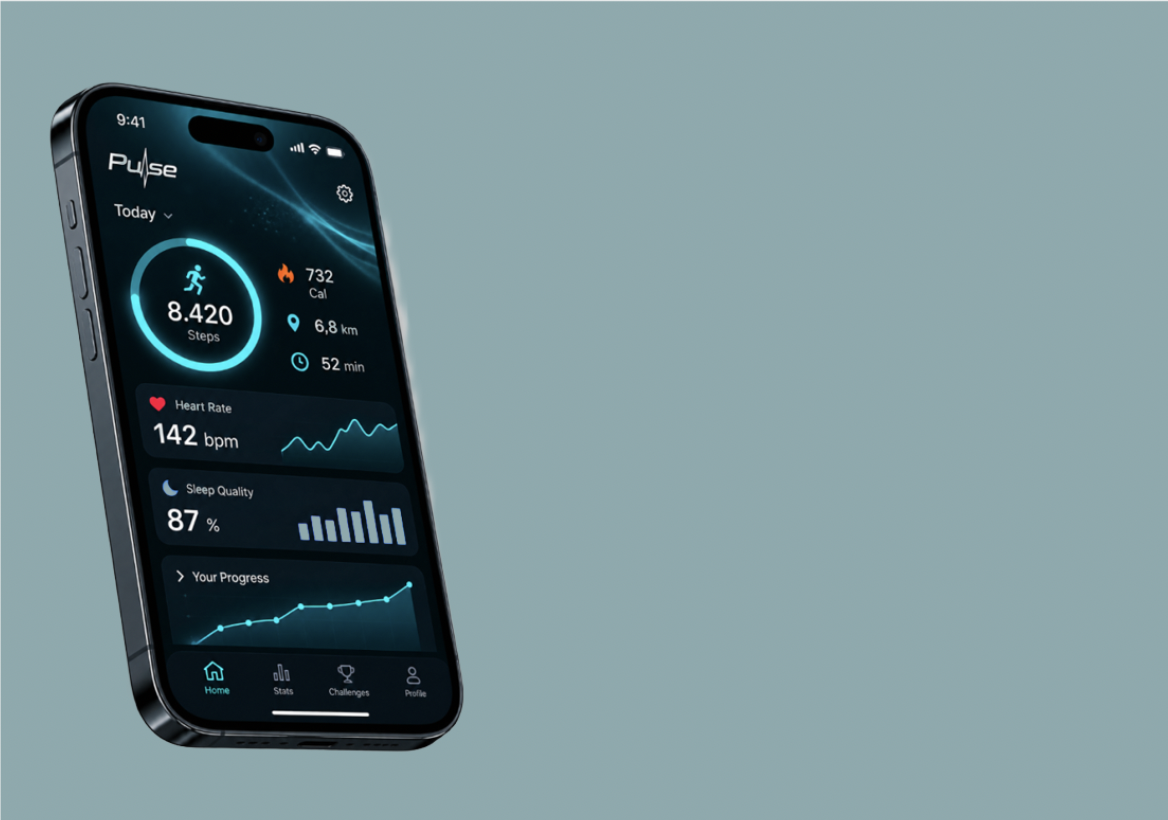 9:41
Pulse
Today
8.420
Steps
732
Cal
6,8 km
52 min
Heart Rate
142 bpm
Sleep Quality
87 %
Your Progress
Home
Stats
Challenges
Profile